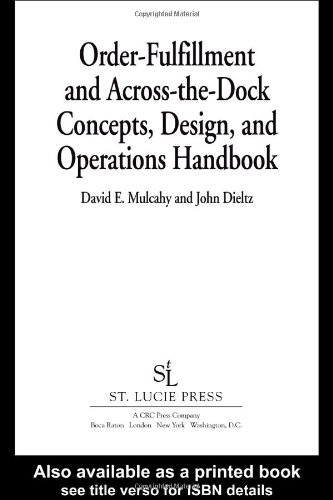 Order-Fulfillment
and Across-the-Dock
Concepts, Design, and
Operations Handbook
David E. Mulcahy and John Dieltz
StL
ST. LUCIE PRESS
A CRC Press Company
Boca Raton London New York Washington, D.C.
Also available as a printed book
see title verso for ISBN details